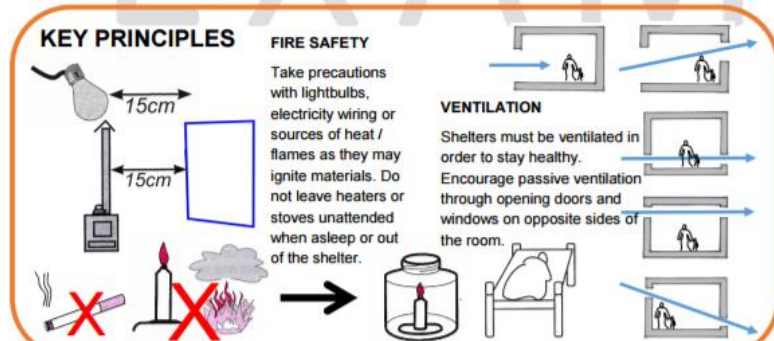 KEY PRINCIPLES
15cm
15cm
FIRE SAFETY
Take precautions
with lightbulbs,
electricity wiring or
sources of heat /
flames as they may
ignite materials. Do
not leave heaters or
stoves unattended
when asleep or out
of the shelter.
VENTILATION
Shelters must be ventilated in
order to stay healthy.
Encourage passive ventilation
through opening doors and
windows on opposite sides of
the room.